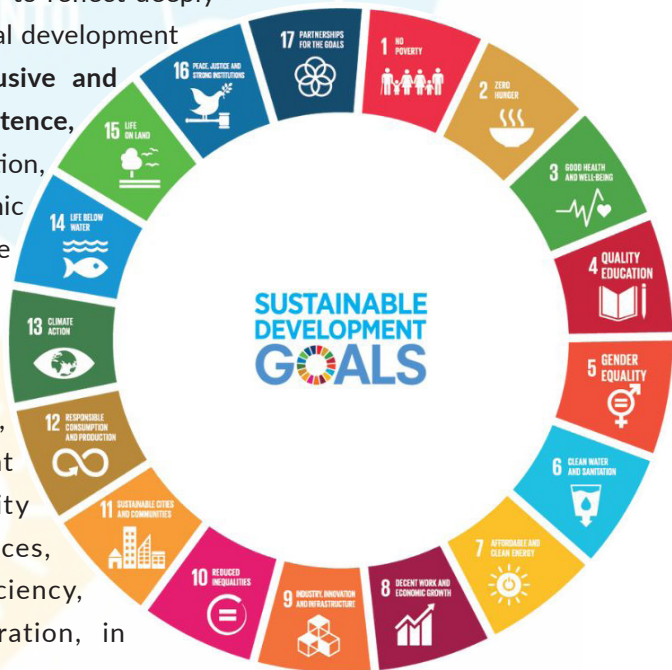 to reflect deeply
al development
usive and
tence,
tion,
nic
e
,
nt
ity
ces,
ciency,
ration, in
1 NO
POVERTY
2 ZERO
HUNGER
3 GOOD HEALTH
AND WELL-BEING
4 QUALITY
EDUCATION
5 GENDER
EQUALITY
6 CLEAN WATER
AND SANITATION
7 AFFORDABLE AND
CLEAN ENERGY
8 DECENT WORK AND
ECONOMIC GROWTH
9 INDUSTRY, INNOVATION
AND INFRASTRUCTURE
10 REDUCED
INEQUALITIES
11 SUSTAINABLE CITIES
AND COMMUNITIES
12 RESPONSIBLE
CONSUMPTION
AND PRODUCTION
13 CLIMATE
ACTION
14 LIFE BELOW
WATER
15 LIFE
ON LAND
16 PEACE, JUSTICE AND
STRONG INSTITUTIONS
17 PARTNERSHIPS
FOR THE GOALS
SUSTAINABLE
DEVELOPMENT
GOALS